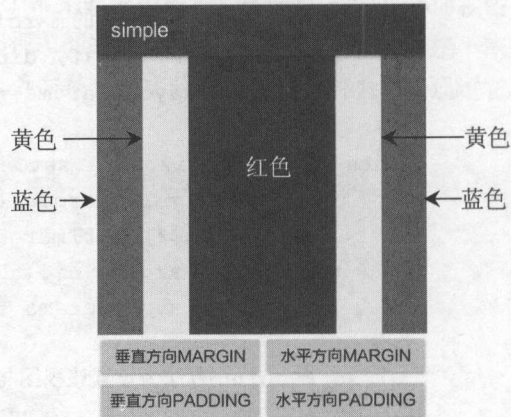 simple
黄色
黄色
红色
蓝色
蓝色
垂直方向MARGIN
水平方向MARGIN
垂直方向PADDING
水平方向PADDING